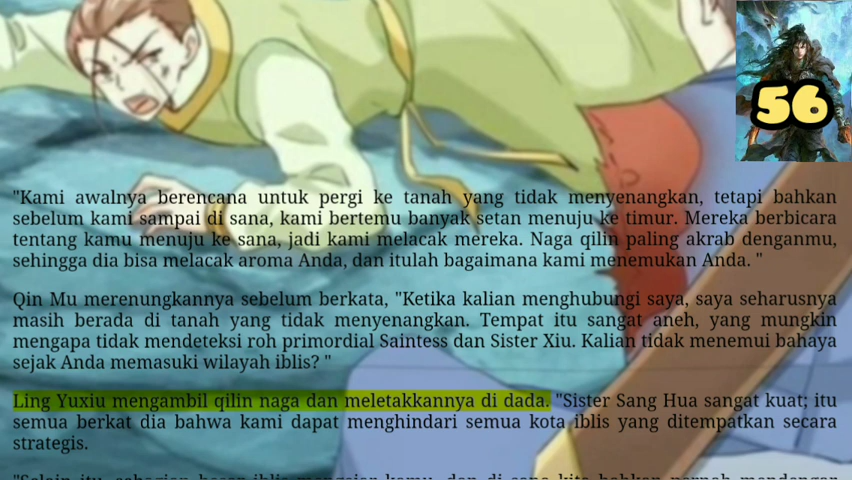 56
"Kami awalnya berencana untuk pergi ke tanah yang tidak menyenangkan, tetapi bahkan
sebelum kami sampai di sana, kami bertemu banyak setan menuju ke timur. Mereka berbicara
tentang kamu menuju ke sana, jadi kami melacak mereka. Naga qilin paling akrab denganmu,
sehingga dia bisa melacak aroma Anda, dan itulah bagaimana kami menemukan Anda. "
Qin Mu merenungkannya sebelum berkata, "Ketika kalian menghubungi saya, saya seharusnya
masih berada di tanah yang tidak menyenangkan. Tempat itu sangat aneh, yang mungkin
mengapa tidak mendeteksi roh primordial Saintess dan Sister Xiu. Kalian tidak menemui bahaya
sejak Anda memasuki wilayah iblis? "
Ling Yuxiu mengambil qilin naga dan meletakkannya di dada. "Sister Sang Hua sangat kuat; itu
semua berkat dia bahwa kami dapat menghindari semua kota iblis yang ditempatkan secara
strategis.